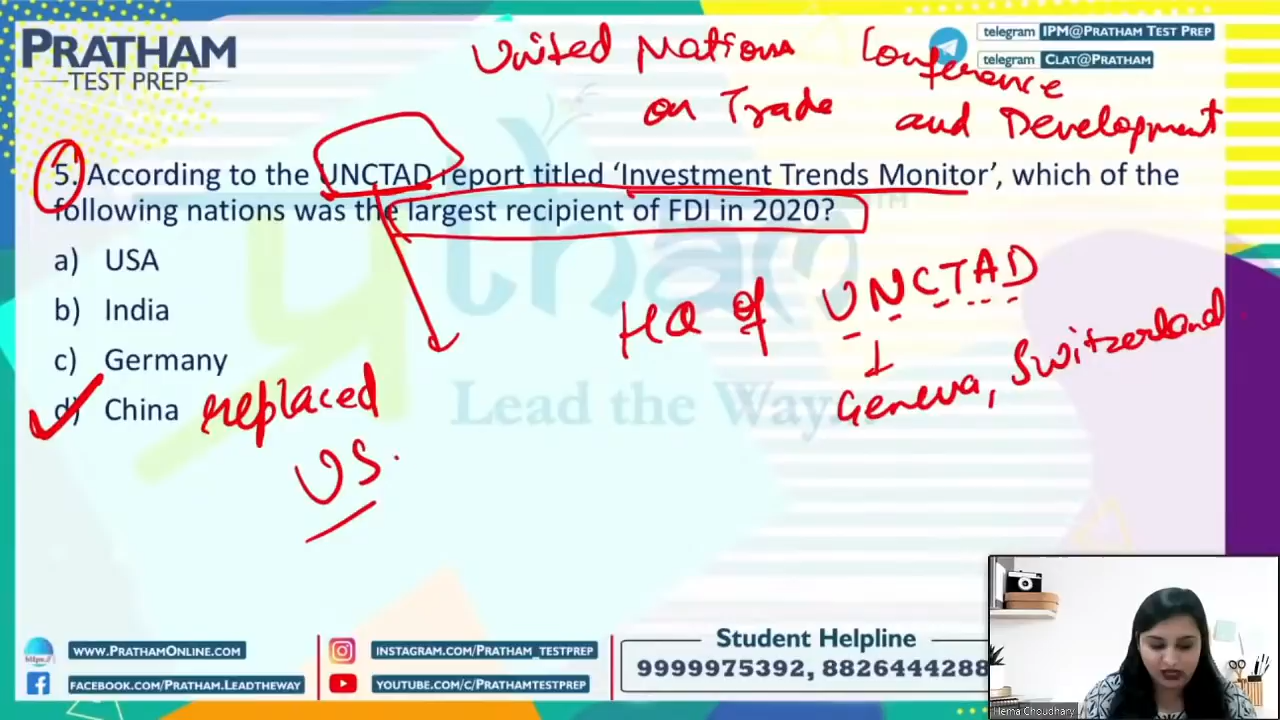 PRATHAM
TEST PREP
United Nations Conference
on Trade and Development
telegram IPM@PRATHAM TEST PREP
telegram CLAT@PRATHAM
5. According to the UNCTAD report titled ‘Investment Trends Monitor’, which of the
following nations was the largest recipient of FDI in 2020?
a) USA
b) India
c) Germany
d) China
replaced
US.
HQ of UNCTAD
Geneva, Switzerland.
Lead the Way...
WWW.PRATHAMONLINE.COM
FACEBOOK.COM/PRATHAM.LEADTHEWAY
INSTAGRAM.COM/PRATHAM_TESTPREP
YOUTUBE.COM/C/PRATHAMTESTPREP
Student Helpline
9999975392, 8826444288
Hema Choudhary